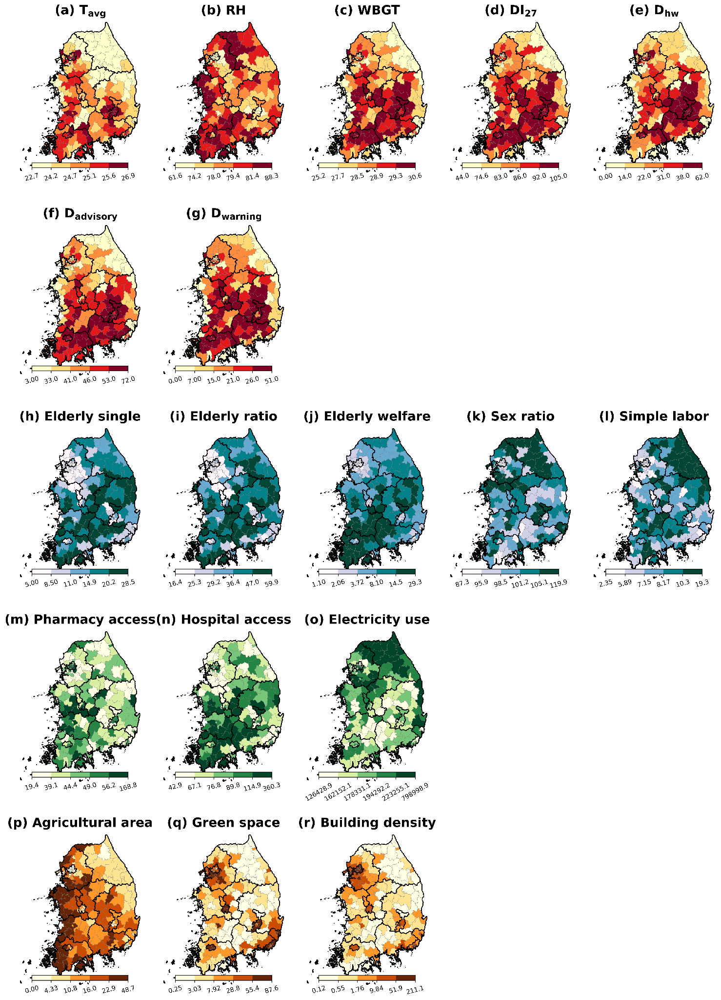 (a) Tavg (b) RH (c) WBGT (d) DI27 (e) Dhw
22.7 24.2 24.7 25.1 25.6 26.9 61.6 74.2 78.0 79.4 81.4 88.3 25.2 27.7 28.5 28.9 29.3 30.6 44.0 74.6 83.0 86.0 92.0 105.0 0.00 14.0 22.0 31.0 38.0 62.0
(f) Dadvisory (g) Dwarning
3.00 33.0 41.0 46.0 53.0 72.0 0.00 7.00 15.0 21.0 26.0 51.0
(h) Elderly single (i) Elderly ratio (j) Elderly welfare (k) Sex ratio (l) Simple labor
5.00 8.50 11.0 14.9 20.2 28.5 16.4 25.3 29.2 36.4 47.0 59.9 1.10 2.06 3.72 8.10 14.5 29.3 87.3 95.9 98.5 101.2 105.1 119.9 2.35 5.89 7.15 8.17 10.3 19.3
(m) Pharmacy access (n) Hospital access (o) Electricity use
19.4 39.1 44.4 49.0 56.2 168.8 42.9 67.1 76.8 89.8 114.9 360.3 126428.9 162152.1 178331.1 194292.2 223255.1 798998.9
(p) Agricultural area (q) Green space (r) Building density
0.00 4.33 10.8 16.0 22.9 48.7 0.25 3.03 7.92 28.8 55.4 87.6 0.12 0.55 1.76 9.84 51.9 211.1